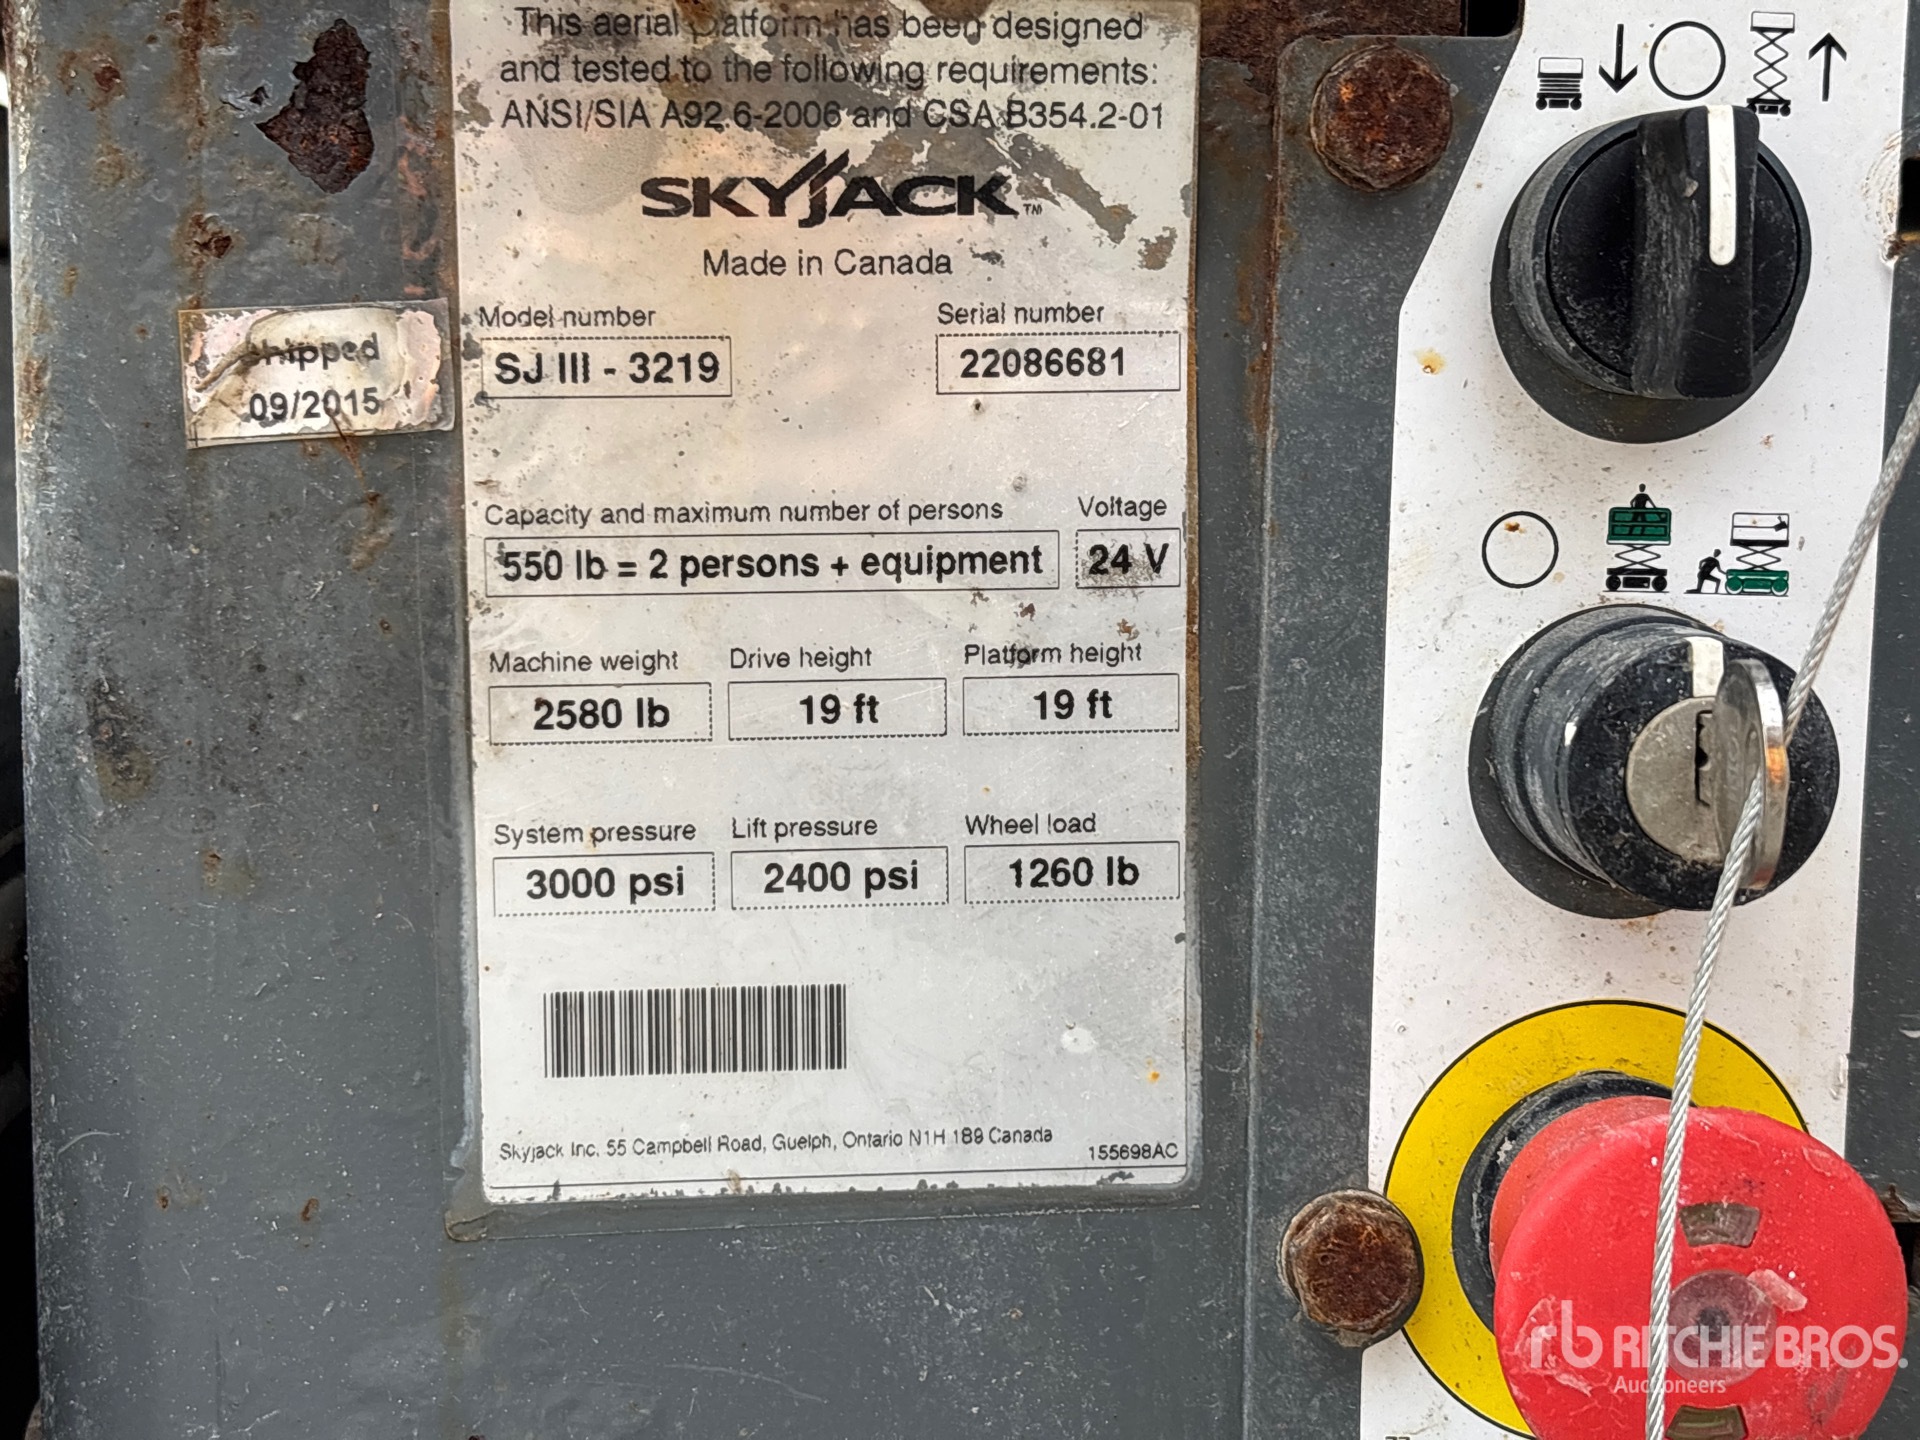 This aerial platform has been designed
and tested to the following requirements:
ANSI/SIA A92.6-2006 and CSA B354.2-01
SKYJACK™
Made in Canada
Model number
SJ III - 3219
Serial number
22086681
shipped
09/2015
Capacity and maximum number of persons
550 lb = 2 persons + equipment
Voltage
24 V
Machine weight
2580 lb
Drive height
19 ft
Platform height
19 ft
System pressure
3000 psi
Lift pressure
2400 psi
Wheel load
1260 lb
Skyjack Inc. 55 Campbell Road, Guelph, Ontario N1H 1B9 Canada
155698AC
rb RITCHIE BROS.
Auctioneers